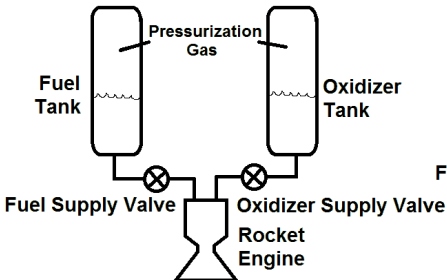 Pressurization
Gas
Fuel
Tank
Oxidizer
Tank
F
Fuel Supply Valve
Oxidizer Supply Valve
Rocket
Engine